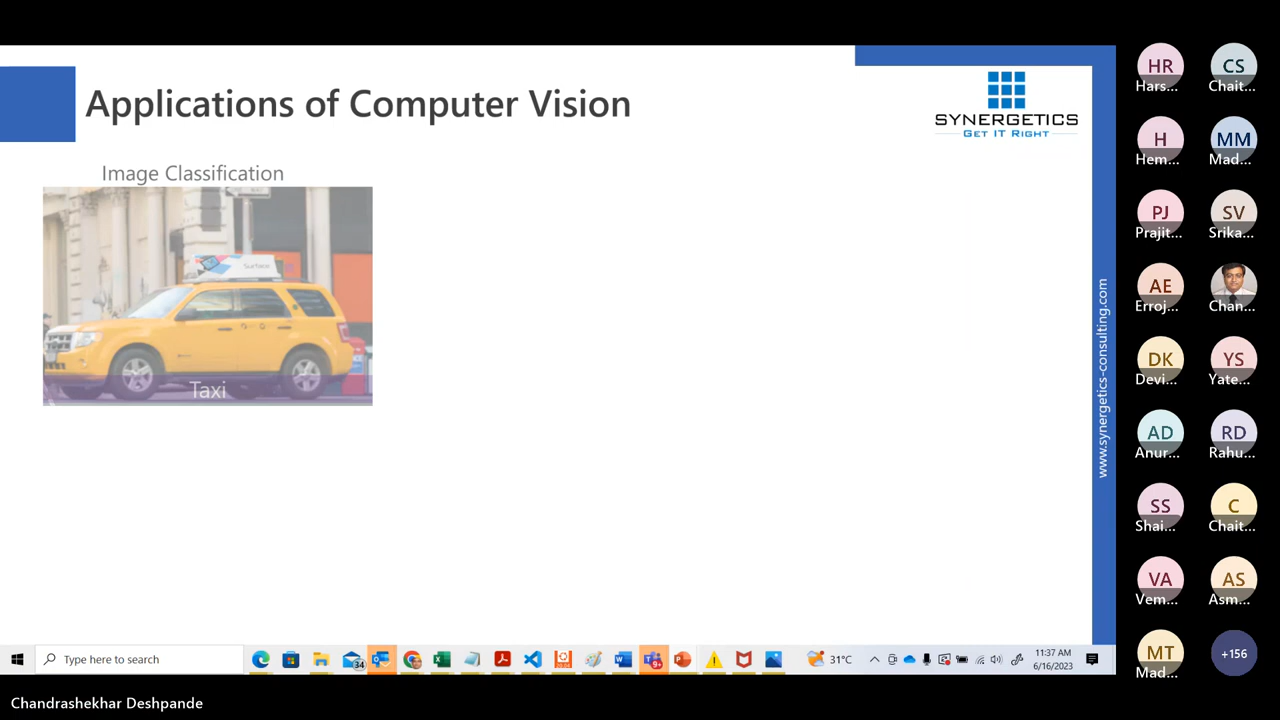 Applications of Computer Vision
SYNERGETICS
GET IT RIGHT
Image Classification
Surface
Taxi
www.synergetics-consulting.com
HR
Hars...
CS
Chait...
H
Hem...
MM
Mad...
PJ
Prajit...
SV
Srika...
AE
Erroj...
Chan...
DK
Devi...
YS
Yate...
AD
Anur...
RD
Rahu...
SS
Shai...
C
Chait...
VA
Vem...
AS
Asm...
MT
Mad...
+156
Type here to search
34
9+
31°C
11:37 AM
6/16/2023
Chandrashekhar Deshpande